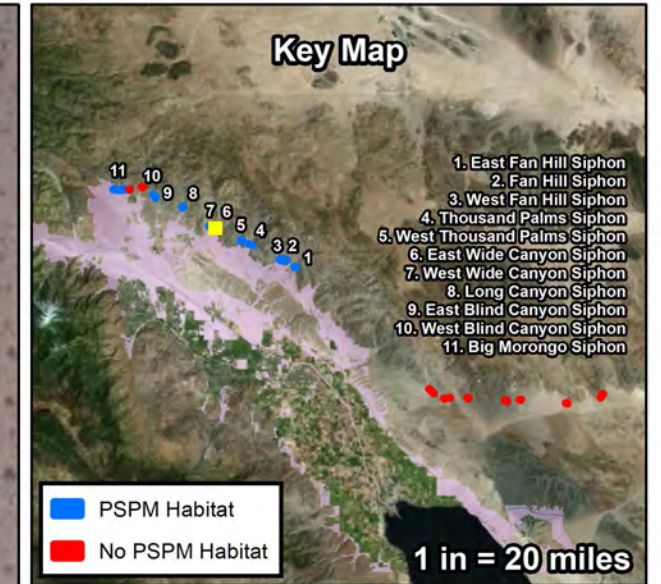 Key Map
11
10
9
8
7 6
5
4
3 2
1
1. East Fan Hill Siphon
2. Fan Hill Siphon
3. West Fan Hill Siphon
4. Thousand Palms Siphon
5. West Thousand Palms Siphon
6. East Wide Canyon Siphon
7. West Wide Canyon Siphon
8. Long Canyon Siphon
9. East Blind Canyon Siphon
10. West Blind Canyon Siphon
11. Big Morongo Siphon
PSPM Habitat
No PSPM Habitat
1 in = 20 miles